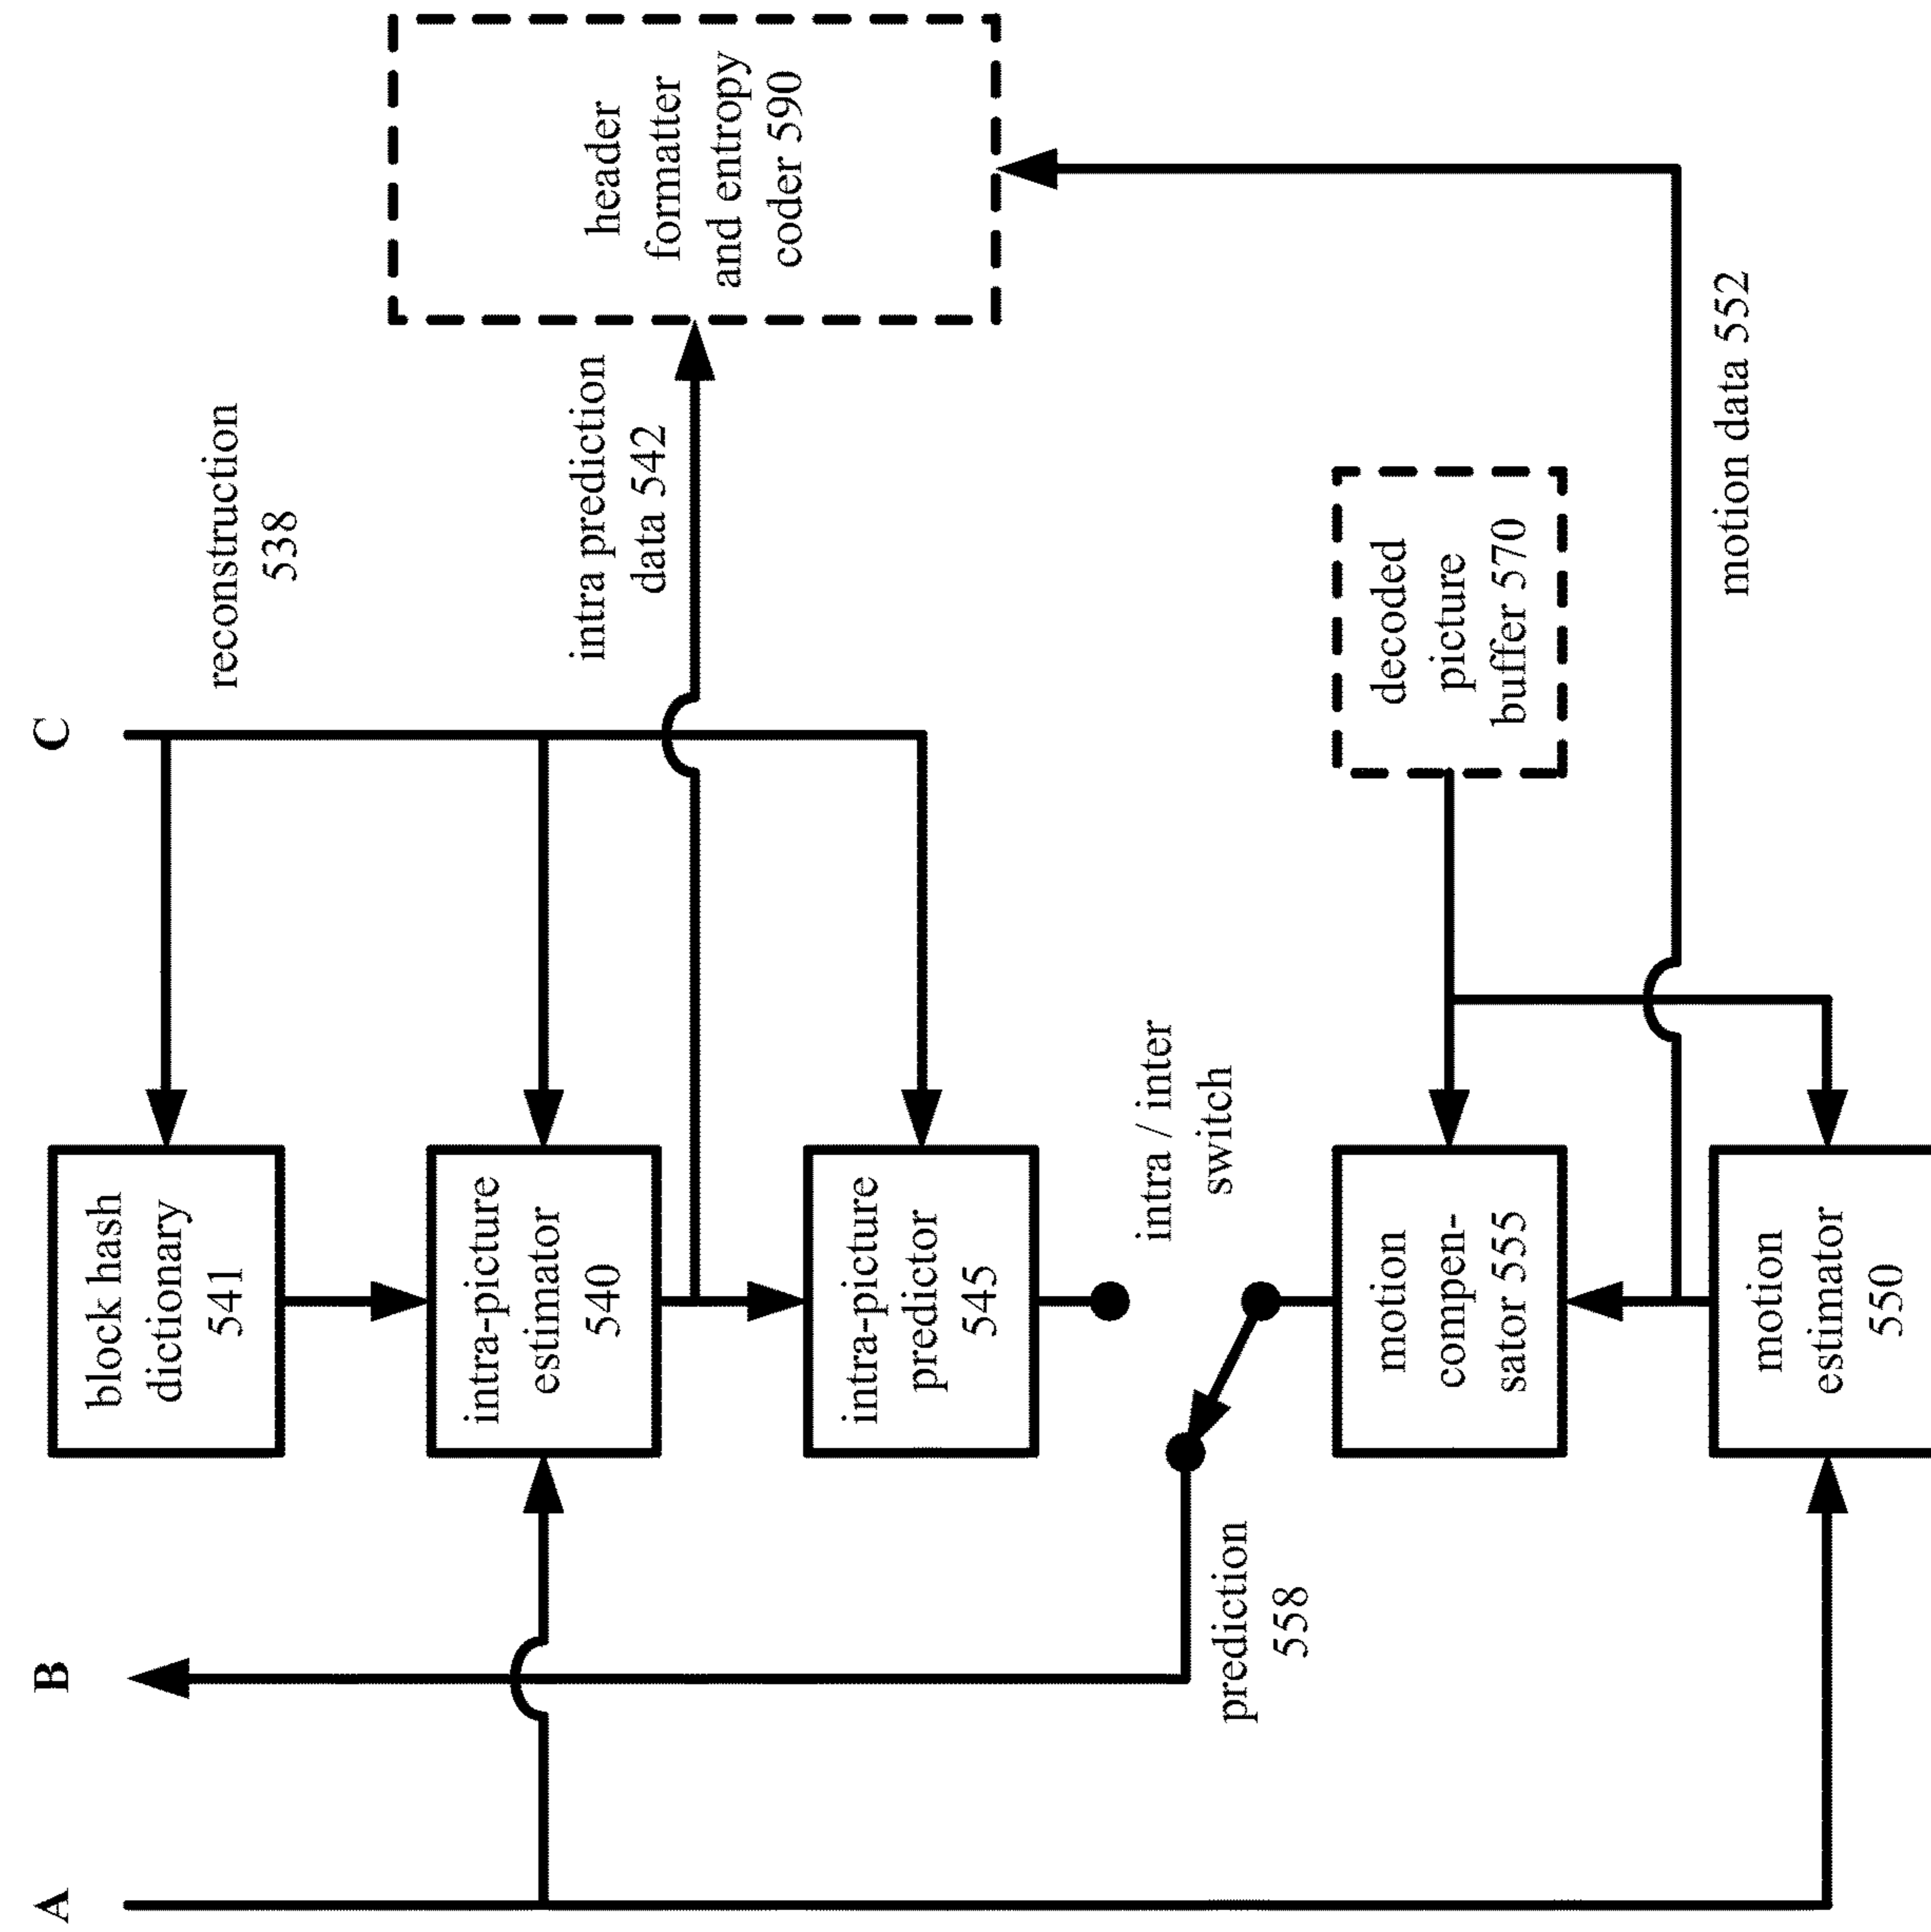 A
B
C
block hash
dictionary
541
reconstruction
538
intra-picture
estimator
540
intra prediction
data 542
header
formatter
and entropy
coder 590
intra-picture
predictor
545
intra / inter
switch
prediction
558
motion
compen-
sator 555
decoded
picture
buffer 570
motion data 552
motion
estimator
550